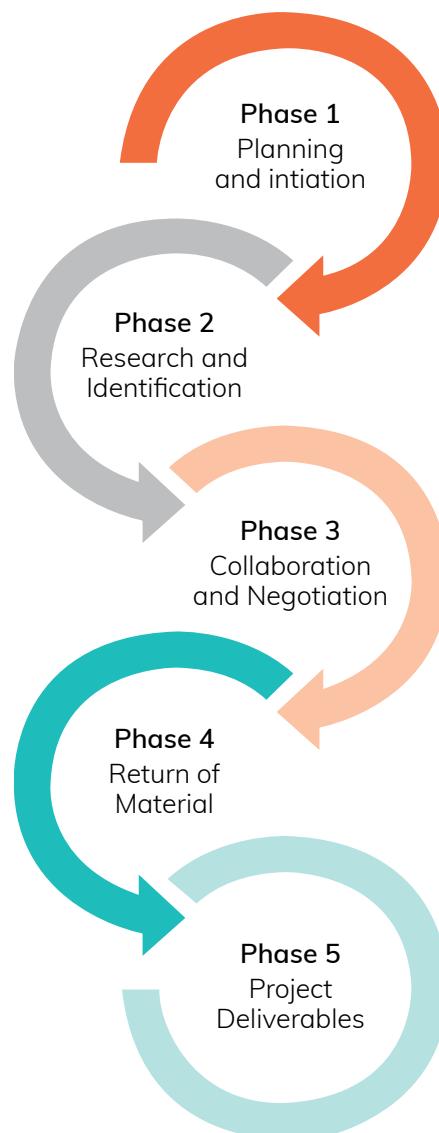 Phase 1
Planning
and intiation
Phase 2
Research and
Identification
Phase 3
Collaboration
and Negotiation
Phase 4
Return of
Material
Phase 5
Project
Deliverables